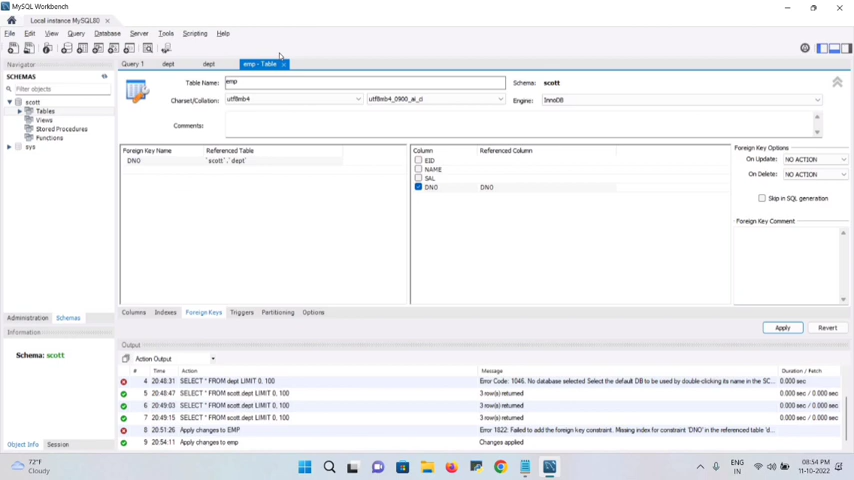 MySQL Workbench
Local instance MySQL80 ×
File Edit View Query Database Server Tools Scripting Help
Navigator
SCHEMAS
Filter objects
scott
Tables
Views
Stored Procedures
Functions
sys
Administration Schemas
Information
Schema: scott
Object Info Session
Query 1 dept dept emp - Table ×
Table Name: emp Schema: scott
Charset/Collation: utf8mb4 utf8mb4_0900_ai_ci Engine: InnoDB
Comments:
Foreign Key Name Referenced Table
DNO `scott`.`dept`
Column Referenced Column
EID
NAME
SAL
DNO DNO
Foreign Key Options
On Update: NO ACTION
On Delete: NO ACTION
Skip in SQL generation
Foreign Key Comment
Columns Indexes Foreign Keys Triggers Partitioning Options
Apply Revert
Output
Action Output
# Time Action Message Duration / Fetch
4 20:48:31 SELECT * FROM dept LIMIT 0, 100 Error Code: 1046. No database selected Select the default DB to be used by double-clicking its name in the SC... 0.000 sec
5 20:48:47 SELECT * FROM scott.dept LIMIT 0, 100 3 row(s) returned 0.000 sec / 0.000 sec
6 20:49:03 SELECT * FROM scott.dept LIMIT 0, 100 3 row(s) returned 0.000 sec / 0.000 sec
7 20:49:15 SELECT * FROM scott.dept LIMIT 0, 100 3 row(s) returned 0.000 sec / 0.000 sec
8 20:51:26 Apply changes to EMP Error 1822: Failed to add the foreign key constraint. Missing index for constraint 'DNO' in the referenced table 'd...
9 20:54:11 Apply changes to emp Changes applied
72°F
Cloudy
ENG
IN
08:54 PM
11-10-2022